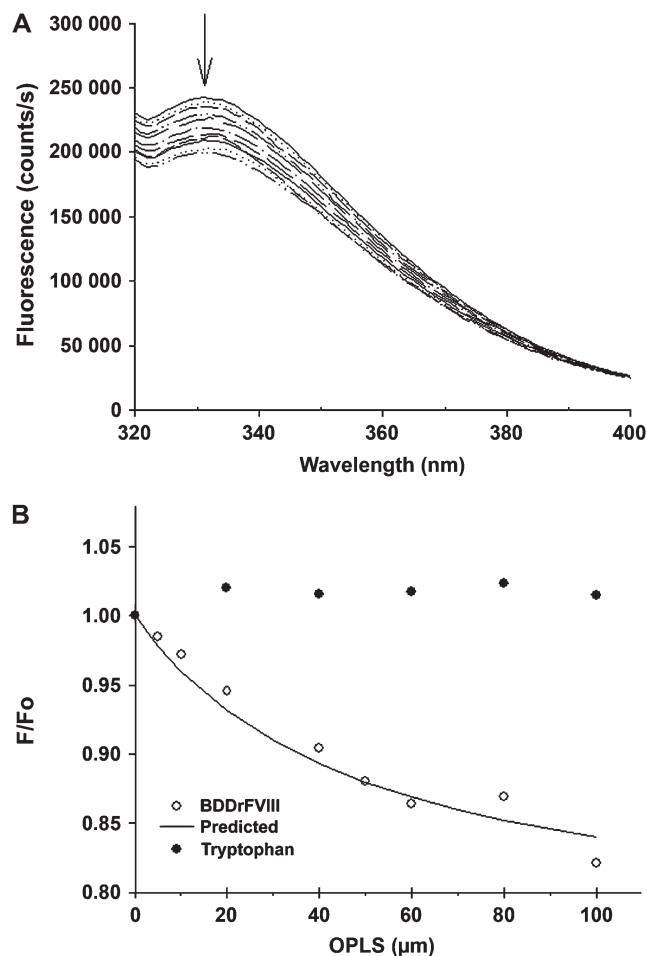 A
300 000
250 000
200 000
150 000
100 000
50 000
0
Fluorescence (counts/s)
320 340 360 380 400
Wavelength (nm)
B
1.05
1.00
0.95
0.90
0.85
0.80
F/Fo
BDDrFVIII
Predicted
Tryptophan
0 20 40 60 80 100
OPLS (µm)